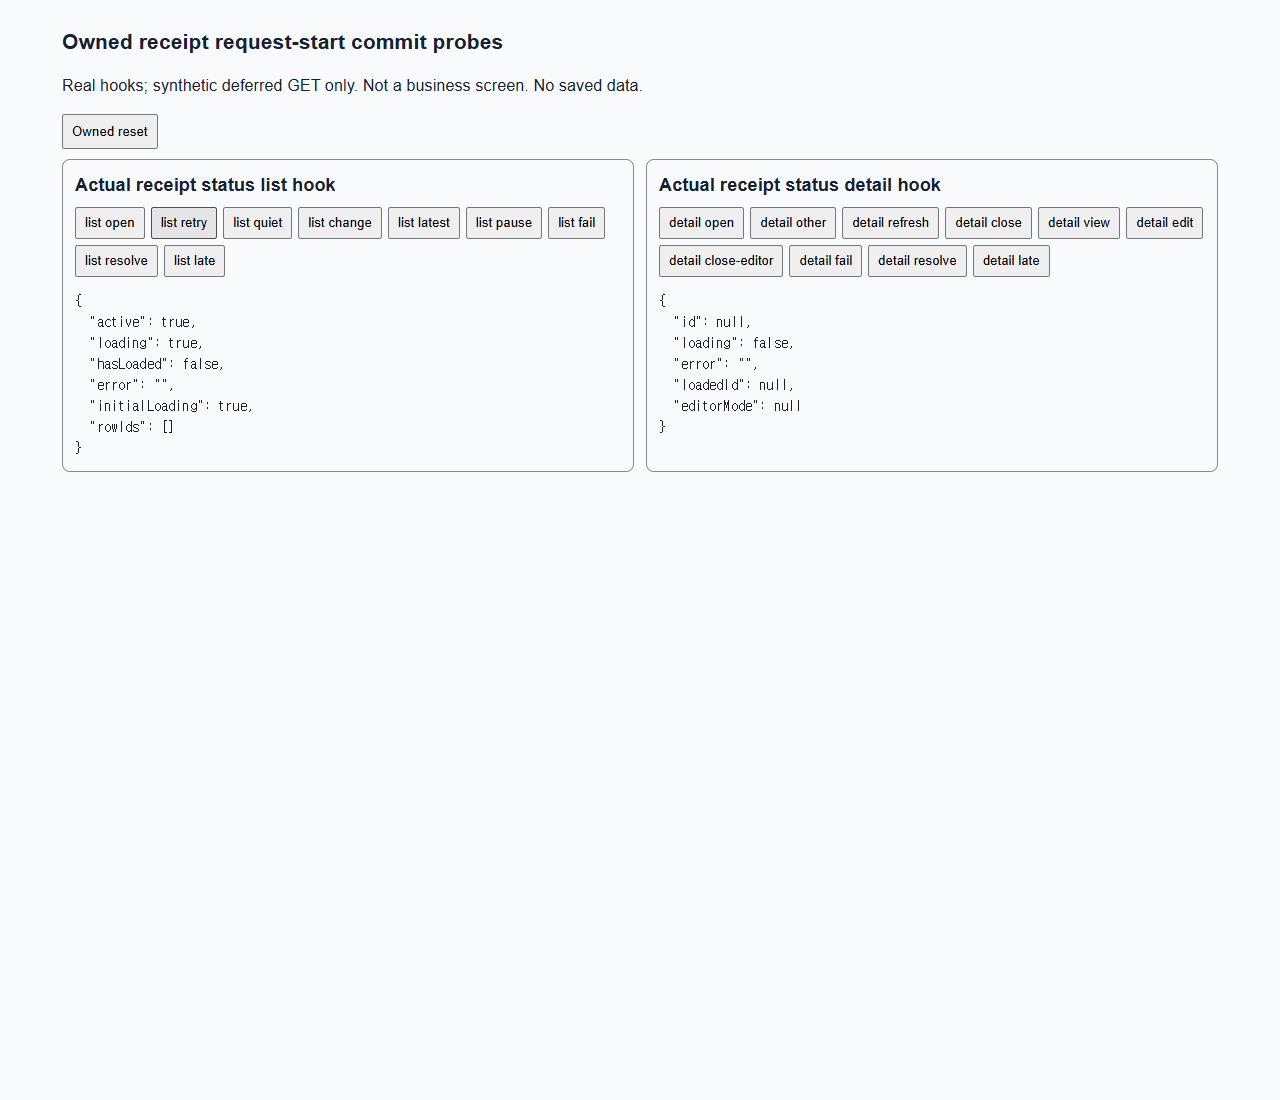 Owned receipt request-start commit probes
Real hooks; synthetic deferred GET only. Not a business screen. No saved data.
Owned reset
Actual receipt status list hook
list open list retry list quiet list change list latest list pause list fail
list resolve list late
{
  "active": true,
  "loading": true,
  "hasLoaded": false,
  "error": "",
  "initialLoading": true,
  "rowIds": []
}
Actual receipt status detail hook
detail open detail other detail refresh detail close detail view detail edit
detail close-editor detail fail detail resolve detail late
{
  "id": null,
  "loading": false,
  "error": "",
  "loadedId": null,
  "editorMode": null
}